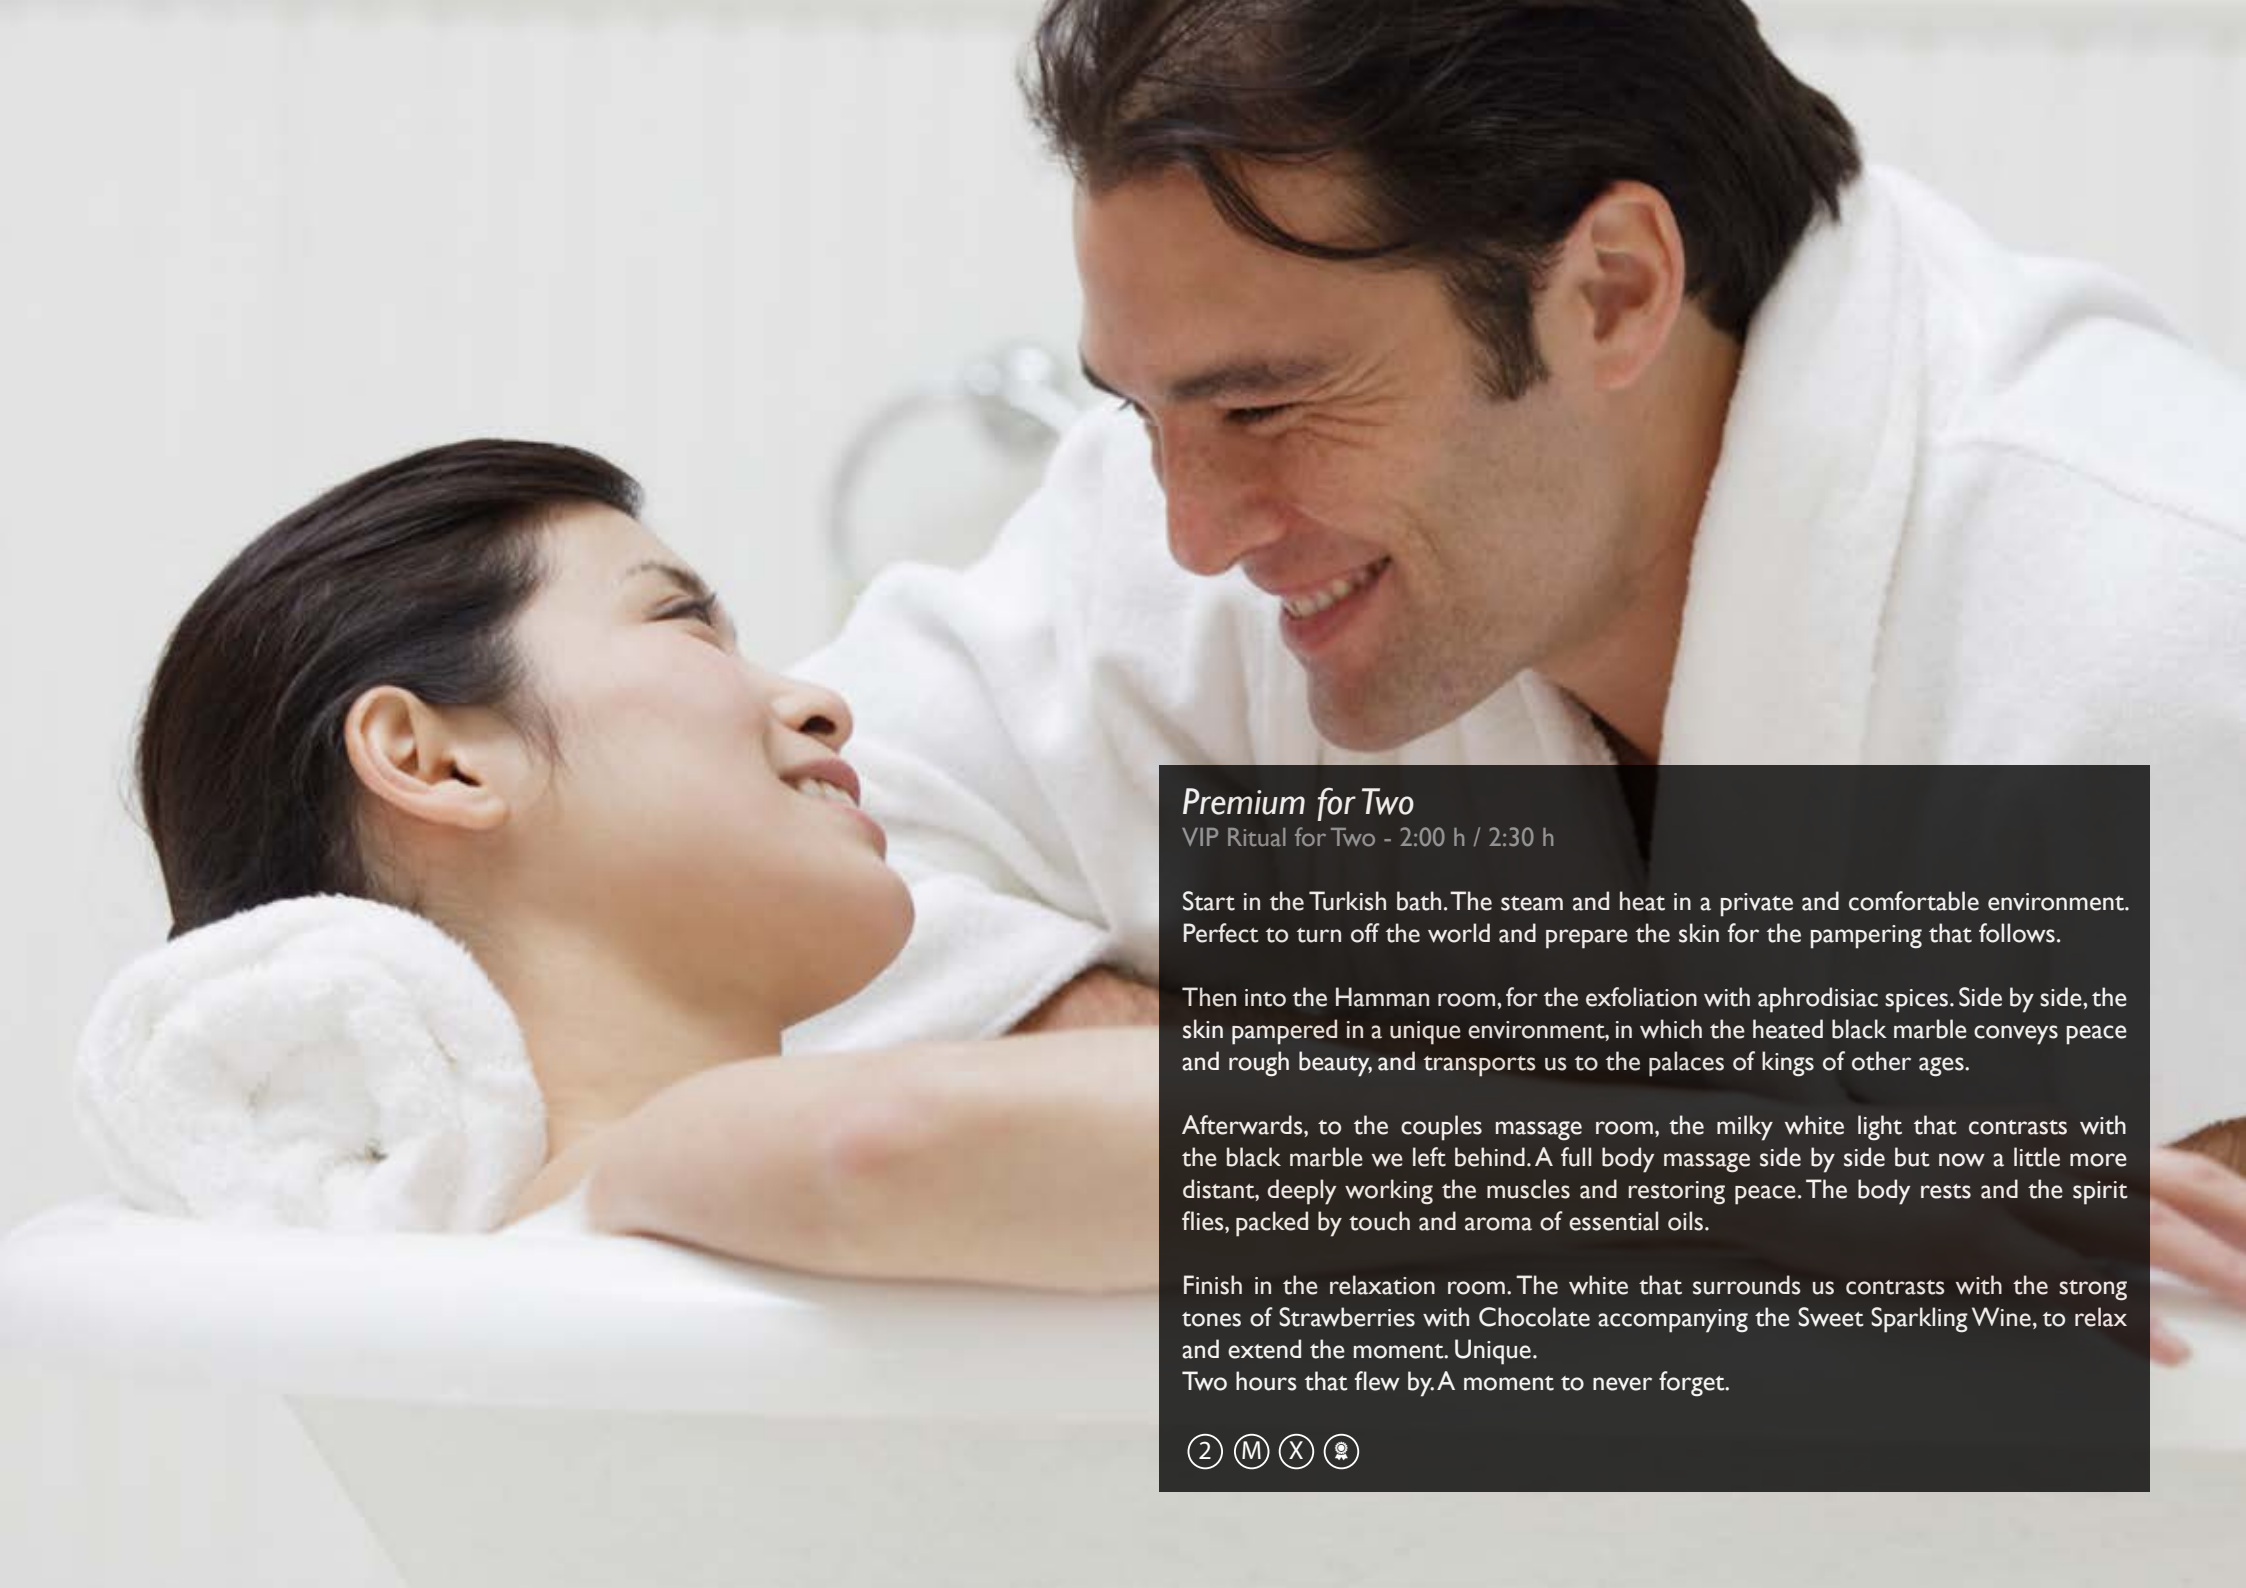 Premium for Two
VIP Ritual for Two - 2:00 h / 2:30 h
Start in the Turkish bath. The steam and heat in a private and comfortable environment.
Perfect to turn off the world and prepare the skin for the pampering that follows.
Then into the Hamman room, for the exfoliation with aphrodisiac spices. Side by side, the
skin pampered in a unique environment, in which the heated black marble conveys peace
and rough beauty, and transports us to the palaces of kings of other ages.
Afterwards, to the couples massage room, the milky white light that contrasts with
the black marble we left behind. A full body massage side by side but now a little more
distant, deeply working the muscles and restoring peace. The body rests and the spirit
flies, packed by touch and aroma of essential oils.
Finish in the relaxation room. The white that surrounds us contrasts with the strong
tones of Strawberries with Chocolate accompanying the Sweet Sparkling Wine, to relax
and extend the moment. Unique.
Two hours that flew by. A moment to never forget.
2 M X